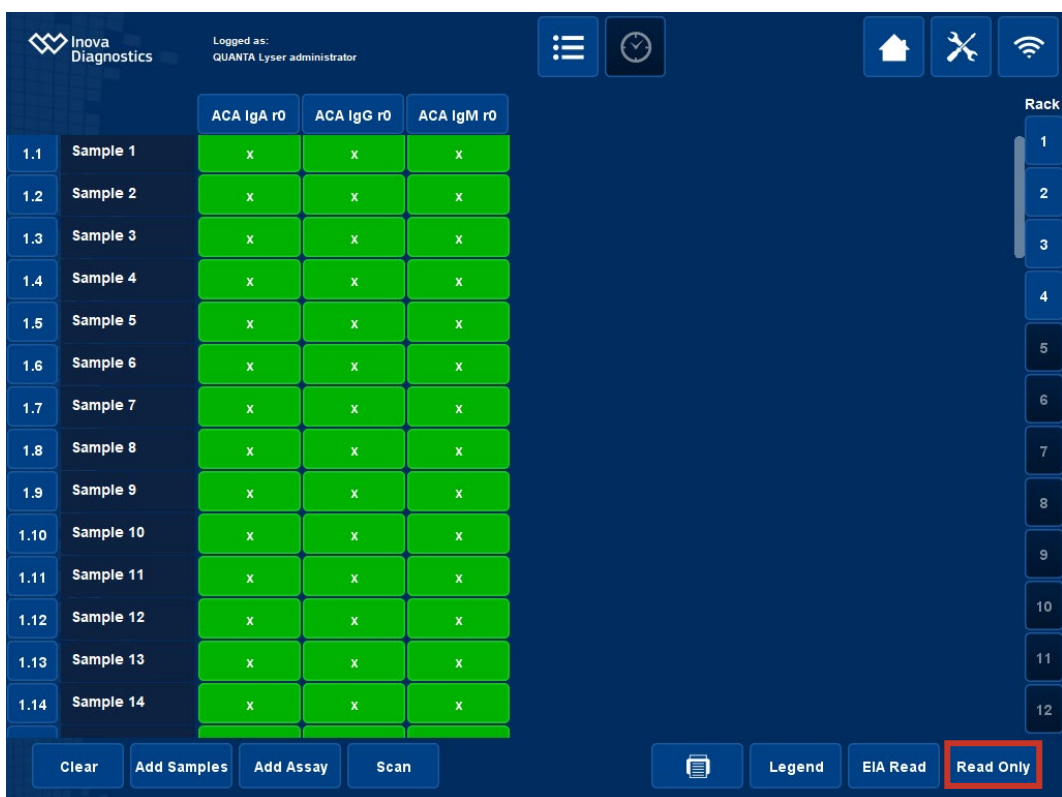 Inova
Diagnostics
Logged as:
QUANTA Lyser administrator
Rack
ACA IgA r0 ACA IgG r0 ACA IgM r0
1.1 Sample 1 x x x
1.2 Sample 2 x x x
1.3 Sample 3 x x x
1.4 Sample 4 x x x
1.5 Sample 5 x x x
1.6 Sample 6 x x x
1.7 Sample 7 x x x
1.8 Sample 8 x x x
1.9 Sample 9 x x x
1.10 Sample 10 x x x
1.11 Sample 11 x x x
1.12 Sample 12 x x x
1.13 Sample 13 x x x
1.14 Sample 14 x x x
1
2
3
4
5
6
7
8
9
10
11
12
Clear Add Samples Add Assay Scan Legend EIA Read Read Only